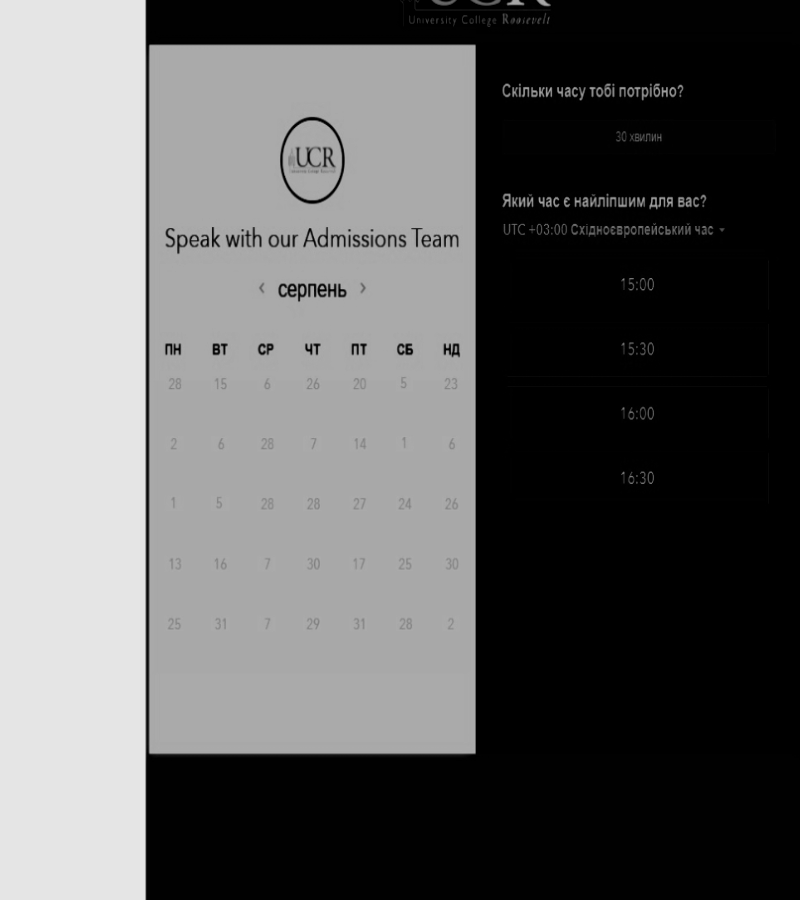 UCR
University College Roosevelt
UCR
Speak with our Admissions Team
‹ серпень ›
ПН ВТ СР ЧТ ПТ СБ НД
28 15 6 26 20 5 23
2 6 28 7 14 1 6
1 5 28 28 27 24 26
13 16 7 30 17 25 30
25 31 7 29 31 28 2
Скільки часу тобі потрібно?
30 хвилин
Який час є найліпшим для вас?
UTC +03:00 Східноєвропейський час
15:00
15:30
16:00
16:30